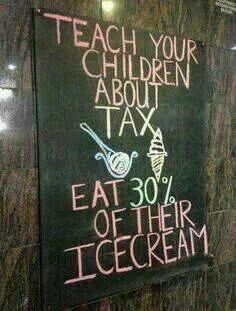 TEACH YOUR
CHILDREN
ABOUT
TAX
EAT 30%
OF THEIR
ICECREAM